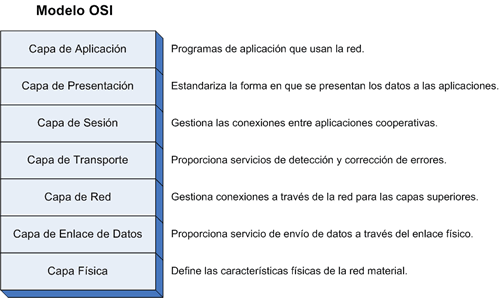 Modelo OSI
Capa de Aplicación
Programas de aplicación que usan la red.
Capa de Presentación
Estandariza la forma en que se presentan los datos a las aplicaciones.
Capa de Sesión
Gestiona las conexiones entre aplicaciones cooperativas.
Capa de Transporte
Proporciona servicios de detección y corrección de errores.
Capa de Red
Gestiona conexiones a través de la red para las capas superiores.
Capa de Enlace de Datos
Proporciona servicio de envío de datos a través del enlace físico.
Capa Física
Define las características físicas de la red material.